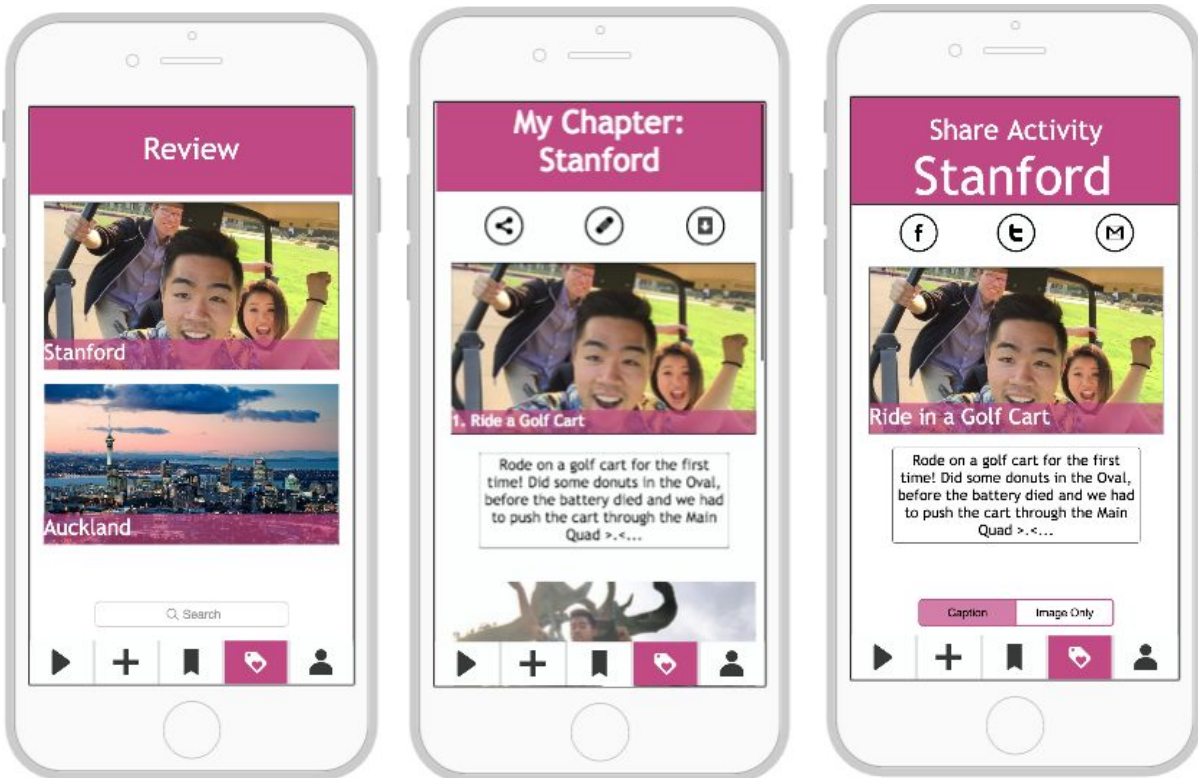 Review
Stanford
Auckland
Search
My Chapter:
Stanford
1. Ride a Golf Cart
Rode on a golf cart for the first
time! Did some donuts in the Oval,
before the battery died and we had
to push the cart through the Main
Quad >.<...
Share Activity
Stanford
f
t
M
Ride in a Golf Cart
Rode on a golf cart for the first
time! Did some donuts in the Oval,
before the battery died and we had
to push the cart through the Main
Quad >.<...
Caption
Image Only